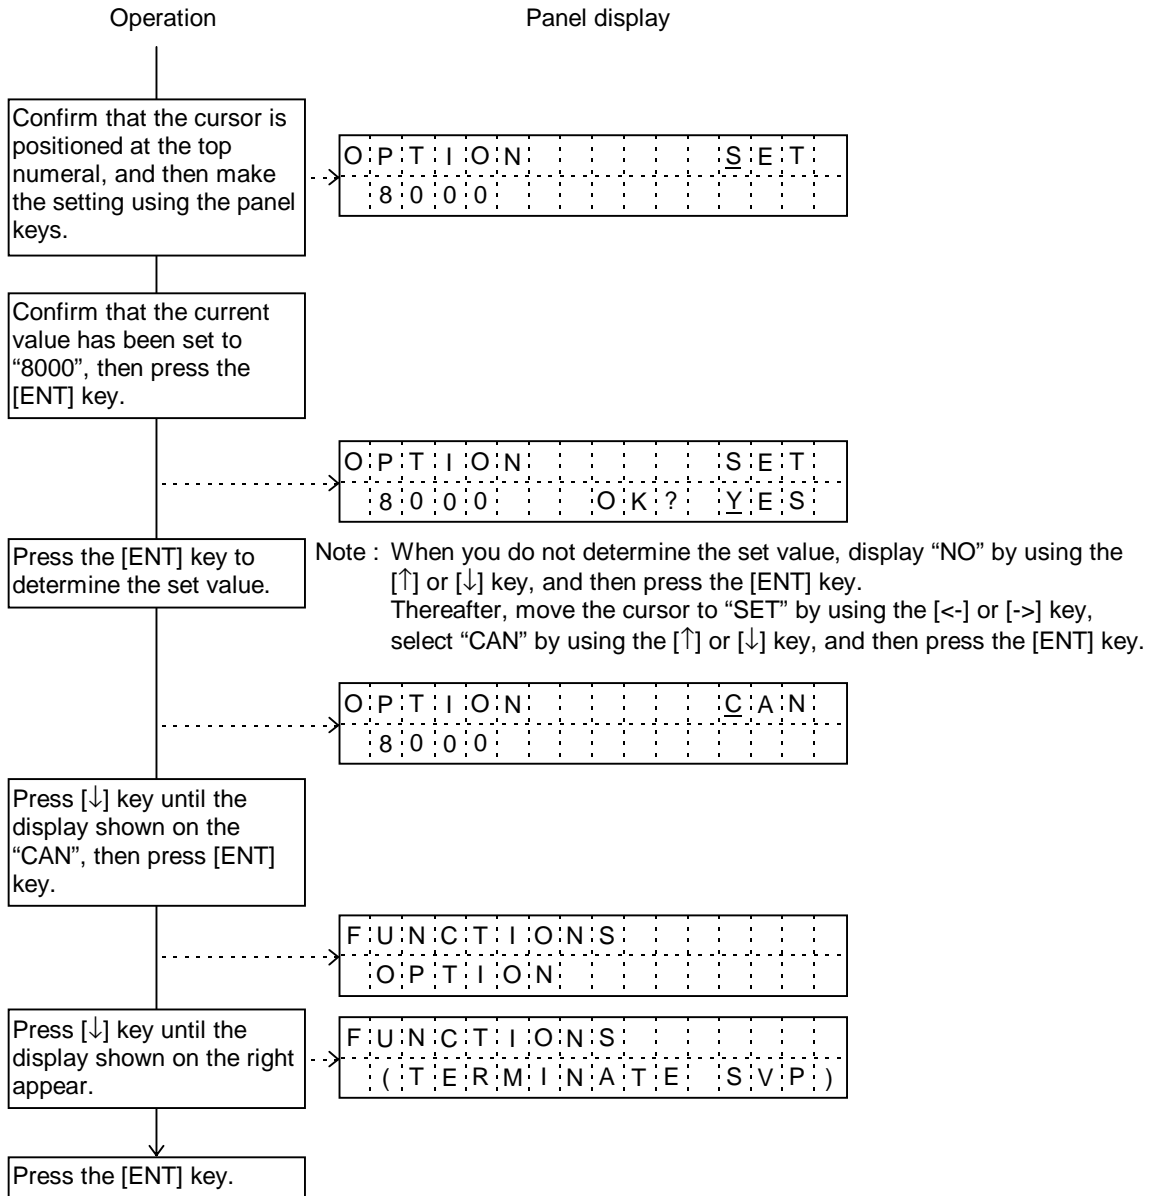 Operation
Panel display
Confirm that the cursor is
positioned at the top
numeral, and then make
the setting using the panel
keys.
OPTION SET
8000
Confirm that the current
value has been set to
“8000”, then press the
[ENT] key.
OPTION SET
8000 OK? YES
Press the [ENT] key to
determine the set value.
Note : When you do not determine the set value, display “NO” by using the
[↑] or [↓] key, and then press the [ENT] key.
Thereafter, move the cursor to “SET” by using the [<-] or [->] key,
select “CAN” by using the [↑] or [↓] key, and then press the [ENT] key.
OPTION CAN
8000
Press [↓] key until the
display shown on the
“CAN”, then press [ENT]
key.
FUNCTIONS
OPTION
Press [↓] key until the
display shown on the right
appear.
FUNCTIONS
(TERMINATE SVP)
Press the [ENT] key.